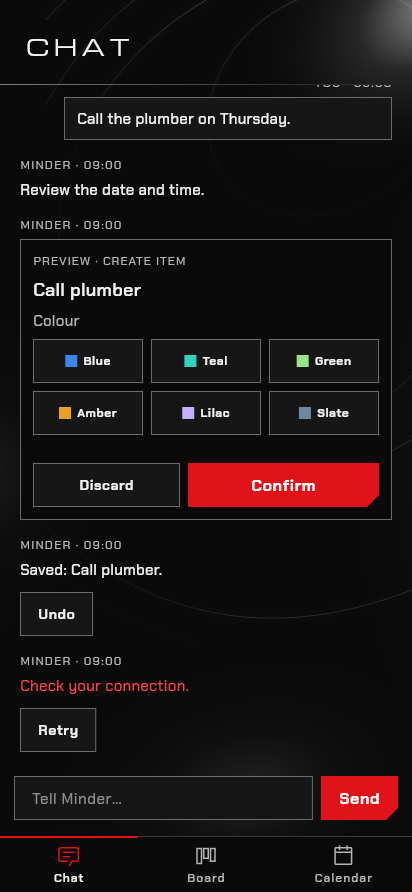 CHAT
Call the plumber on Thursday.
MINDER · 09:00
Review the date and time.
MINDER · 09:00
PREVIEW · CREATE ITEM
Call plumber
Colour
Blue
Teal
Green
Amber
Lilac
Slate
Discard
Confirm
MINDER · 09:00
Saved: Call plumber.
Undo
MINDER · 09:00
Check your connection.
Retry
Tell Minder…
Send
Chat
Board
Calendar